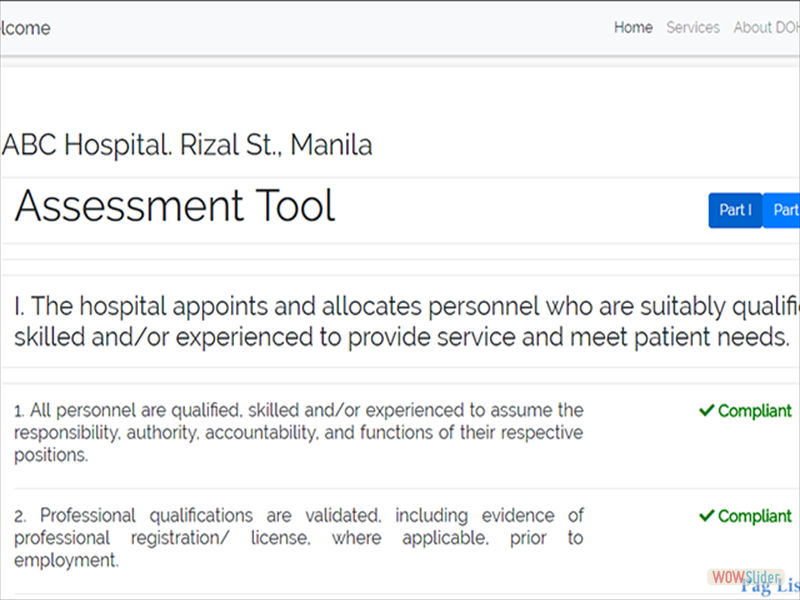 lcome
Home Services About DOH
ABC Hospital. Rizal St., Manila
Assessment Tool
Part I Part
I. The hospital appoints and allocates personnel who are suitably qualifi
skilled and/or experienced to provide service and meet patient needs.
1. All personnel are qualified, skilled and/or experienced to assume the
responsibility, authority, accountability, and functions of their respective
positions.
Compliant
2. Professional qualifications are validated, including evidence of
professional registration/ license, where applicable, prior to
employment.
Compliant
WOWSlider
Pag Lis